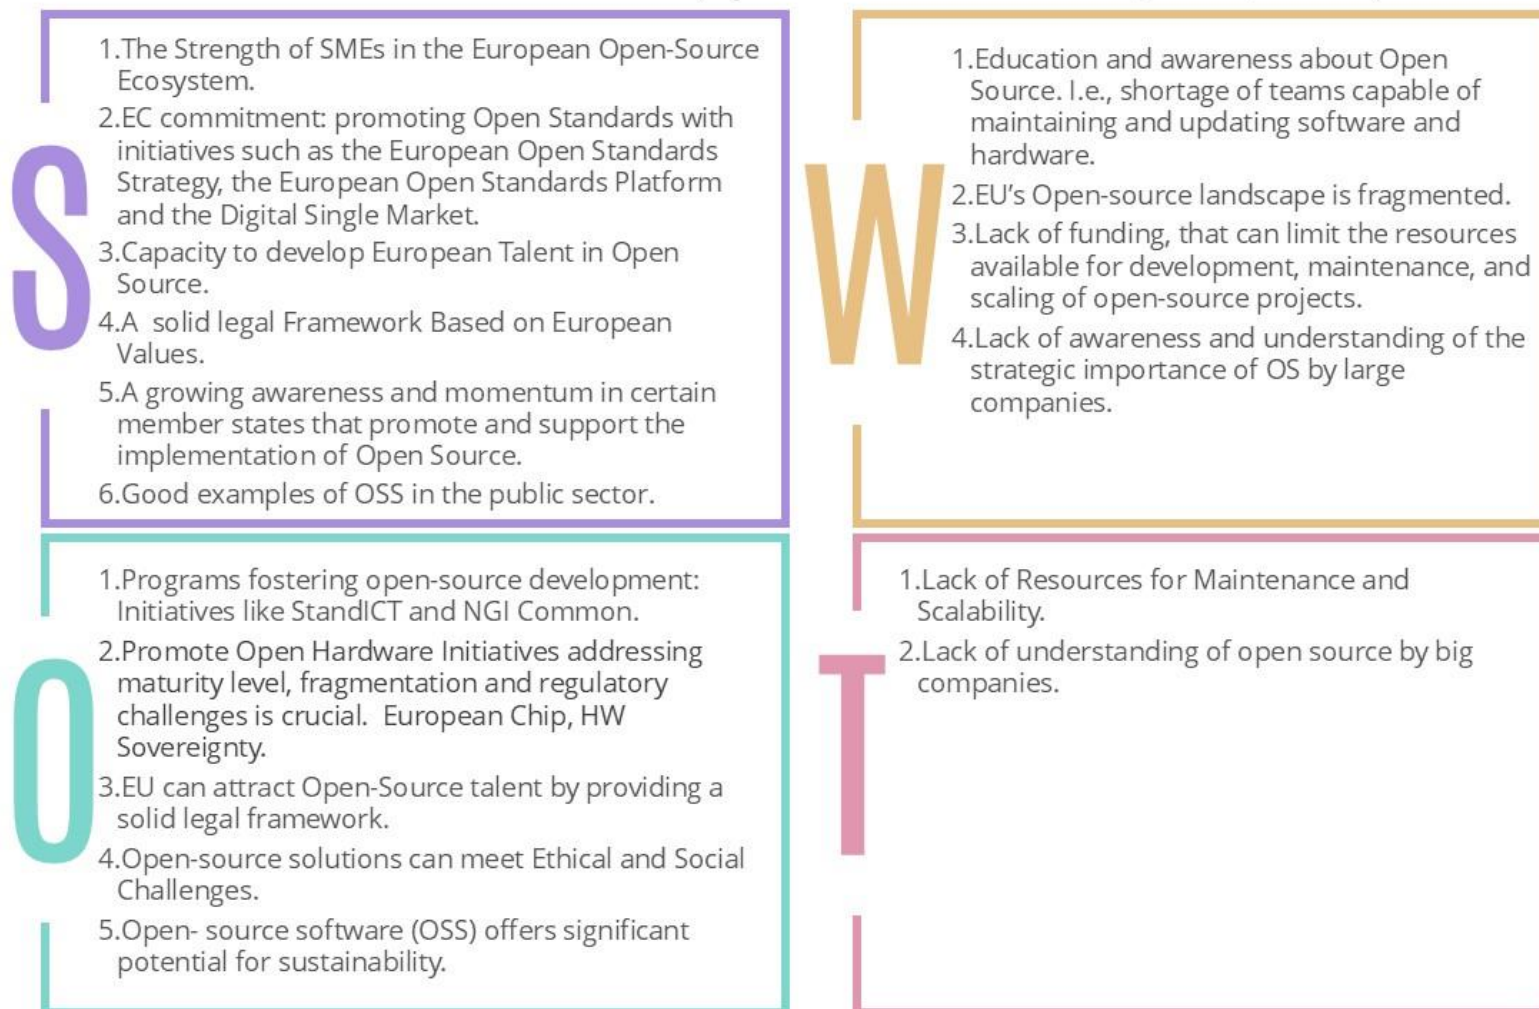 S
1.The Strength of SMEs in the European Open-Source
Ecosystem.
2.EC commitment: promoting Open Standards with
initiatives such as the European Open Standards
Strategy, the European Open Standards Platform
and the Digital Single Market.
3.Capacity to develop European Talent in Open
Source.
4.A  solid legal Framework Based on European
Values.
5.A growing awareness and momentum in certain
member states that promote and support the
implementation of Open Source.
6.Good examples of OSS in the public sector.
W
1.Education and awareness about Open
Source. I.e., shortage of teams capable of
maintaining and updating software and
hardware.
2.EU’s Open-source landscape is fragmented.
3.Lack of funding, that can limit the resources
available for development, maintenance, and
scaling of open-source projects.
4.Lack of awareness and understanding of the
strategic importance of OS by large
companies.
O
1.Programs fostering open-source development:
Initiatives like StandICT and NGI Common.
2.Promote Open Hardware Initiatives addressing
maturity level, fragmentation and regulatory
challenges is crucial.  European Chip, HW
Sovereignty.
3.EU can attract Open-Source talent by providing a
solid legal framework.
4.Open-source solutions can meet Ethical and Social
Challenges.
5.Open- source software (OSS) offers significant
potential for sustainability.
T
1.Lack of Resources for Maintenance and
Scalability.
2.Lack of understanding of open source by big
companies.